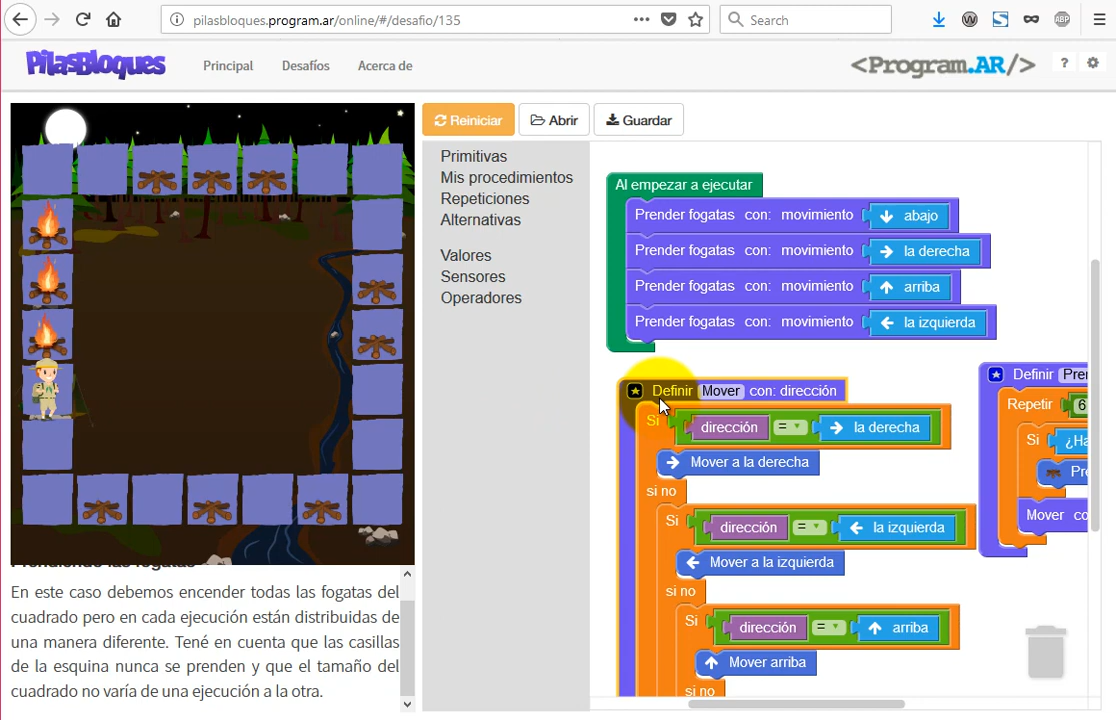 pilasbloques.program.ar/online/#/desafio/135
Search
PilasBloques
Principal
Desafíos
Acerca de
<Program.AR/>
?
Reiniciar
Abrir
Guardar
Primitivas
Mis procedimientos
Repeticiones
Alternativas
Valores
Sensores
Operadores
Al empezar a ejecutar
Prender fogatas con: movimiento abajo
Prender fogatas con: movimiento la derecha
Prender fogatas con: movimiento arriba
Prender fogatas con: movimiento la izquierda
Definir Mover con: dirección
Si dirección = la derecha
Mover a la derecha
si no
Si dirección = la izquierda
Mover a la izquierda
si no
Si dirección = arriba
Mover arriba
si no
Definir
Repetir 6
Si
Mover
En este caso debemos encender todas las fogatas del
cuadrado pero en cada ejecución están distribuidas de
una manera diferente. Tené en cuenta que las casillas
de la esquina nunca se prenden y que el tamaño del
cuadrado no varía de una ejecución a la otra.